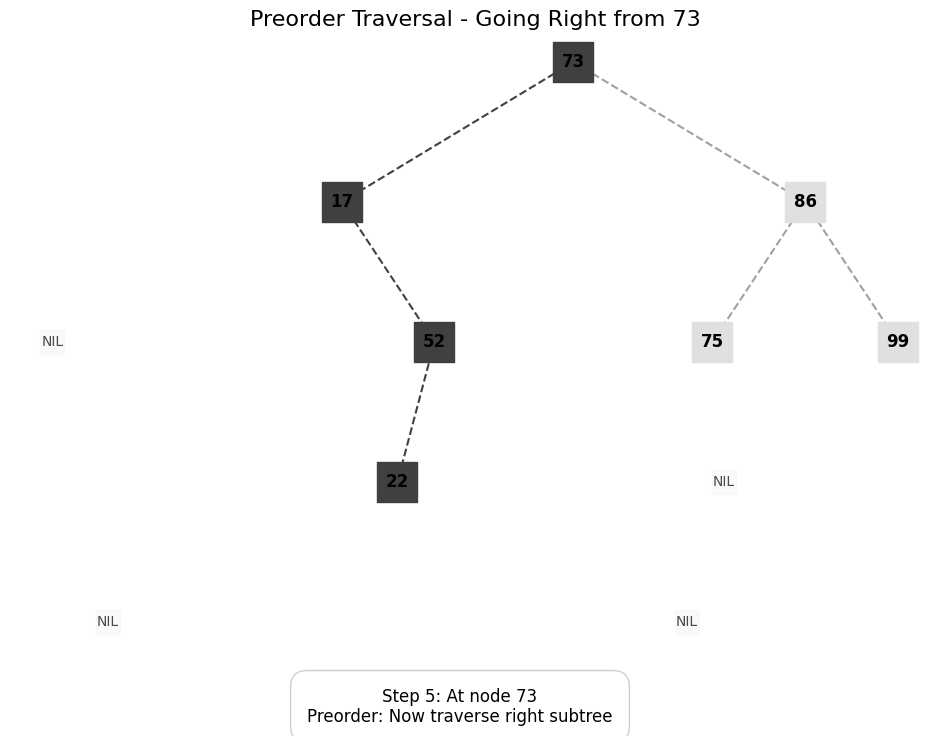 Preorder Traversal - Going Right from 73
73
17
86
NIL
52
75
99
22
NIL
NIL
NIL
Step 5: At node 73
Preorder: Now traverse right subtree